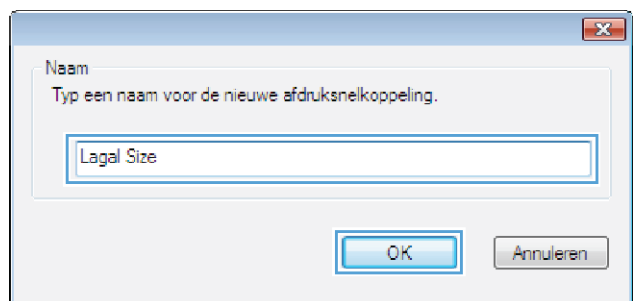 Naam
Typ een naam voor de nieuwe afdruksnelkoppeling.
Lagal Size
OK Annuleren